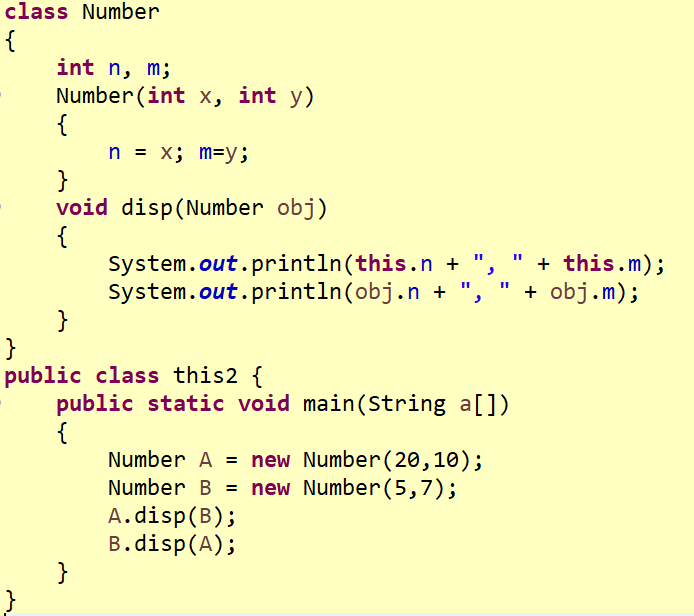 class Number
{
    int n, m;
    Number(int x, int y)
    {
        n = x; m=y;
    }
    void disp(Number obj)
    {
        System.out.println(this.n + ", " + this.m);
        System.out.println(obj.n + ", " + obj.m);
    }
}
public class this2 {
    public static void main(String a[])
    {
        Number A = new Number(20,10);
        Number B = new Number(5,7);
        A.disp(B);
        B.disp(A);
    }
}